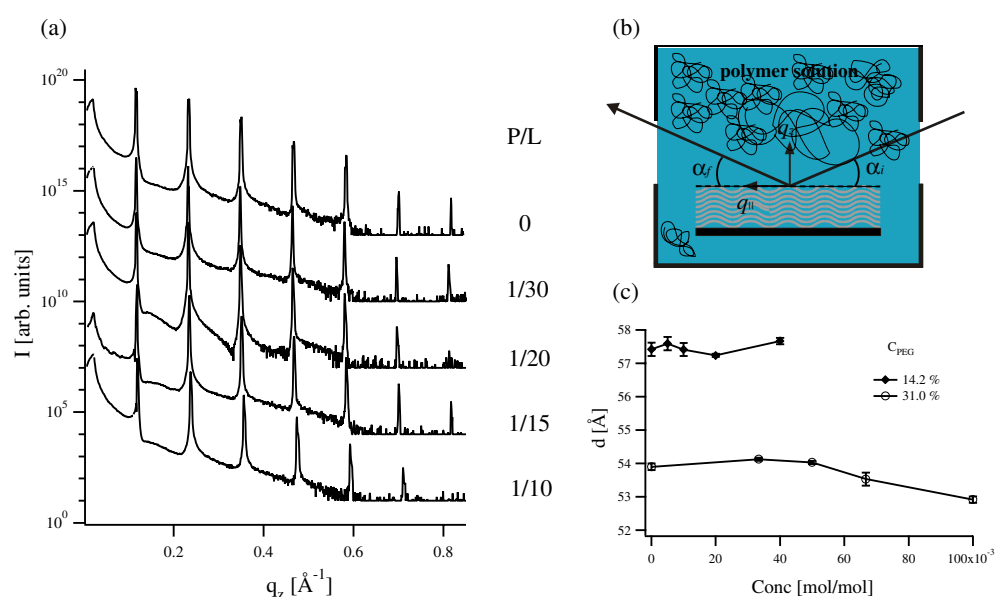 (a)
10^20
10^15
10^10
10^5
10^0
I [arb. units]
0.2
0.4
0.6
0.8
q_z [Å^-1]
P/L
0
1/30
1/20
1/15
1/10
(b)
polymer solution
q_z
α_f
α_i
q_||
(c)
58
57
56
55
54
53
52
d [Å]
C_PEG
14.2 %
31.0 %
0
20
40
60
80
100x10^-3
Conc [mol/mol]